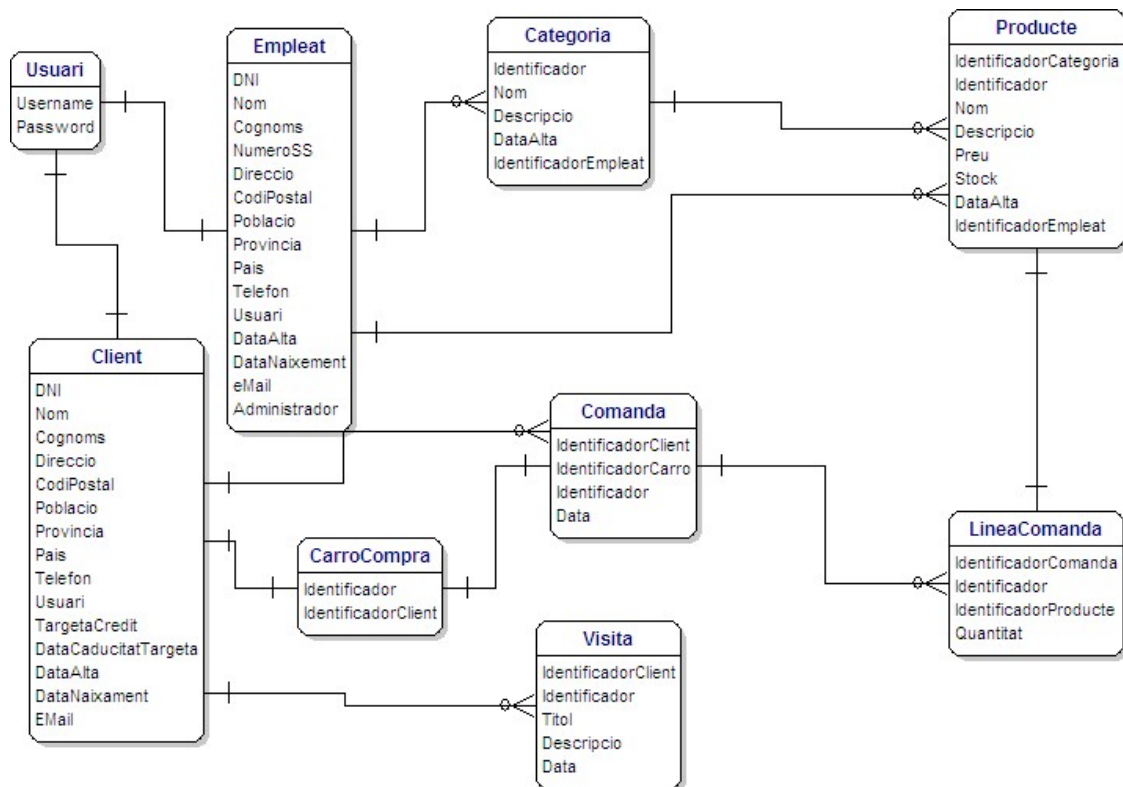 Usuari
Username
Password
Empleat
DNI
Nom
Cognoms
NumeroSS
Direccio
CodiPostal
Poblacio
Provincia
Pais
Telefon
Usuari
DataAlta
DataNaixement
eMail
Administrador
Categoria
Identificador
Nom
Descripcio
DataAlta
IdentificadorEmpleat
Producte
IdentificadorCategoria
Identificador
Nom
Descripcio
Preu
Stock
DataAlta
IdentificadorEmpleat
Client
DNI
Nom
Cognoms
Direccio
CodiPostal
Poblacio
Provincia
Pais
Telefon
Usuari
TargetaCredit
DataCaducitatTargeta
DataAlta
DataNaixament
EMail
CarroCompra
Identificador
IdentificadorClient
Comanda
IdentificadorClient
IdentificadorCarro
Identificador
Data
Visita
IdentificadorClient
Identificador
Titol
Descripcio
Data
LineaComanda
IdentificadorComanda
Identificador
IdentificadorProducte
Quantitat